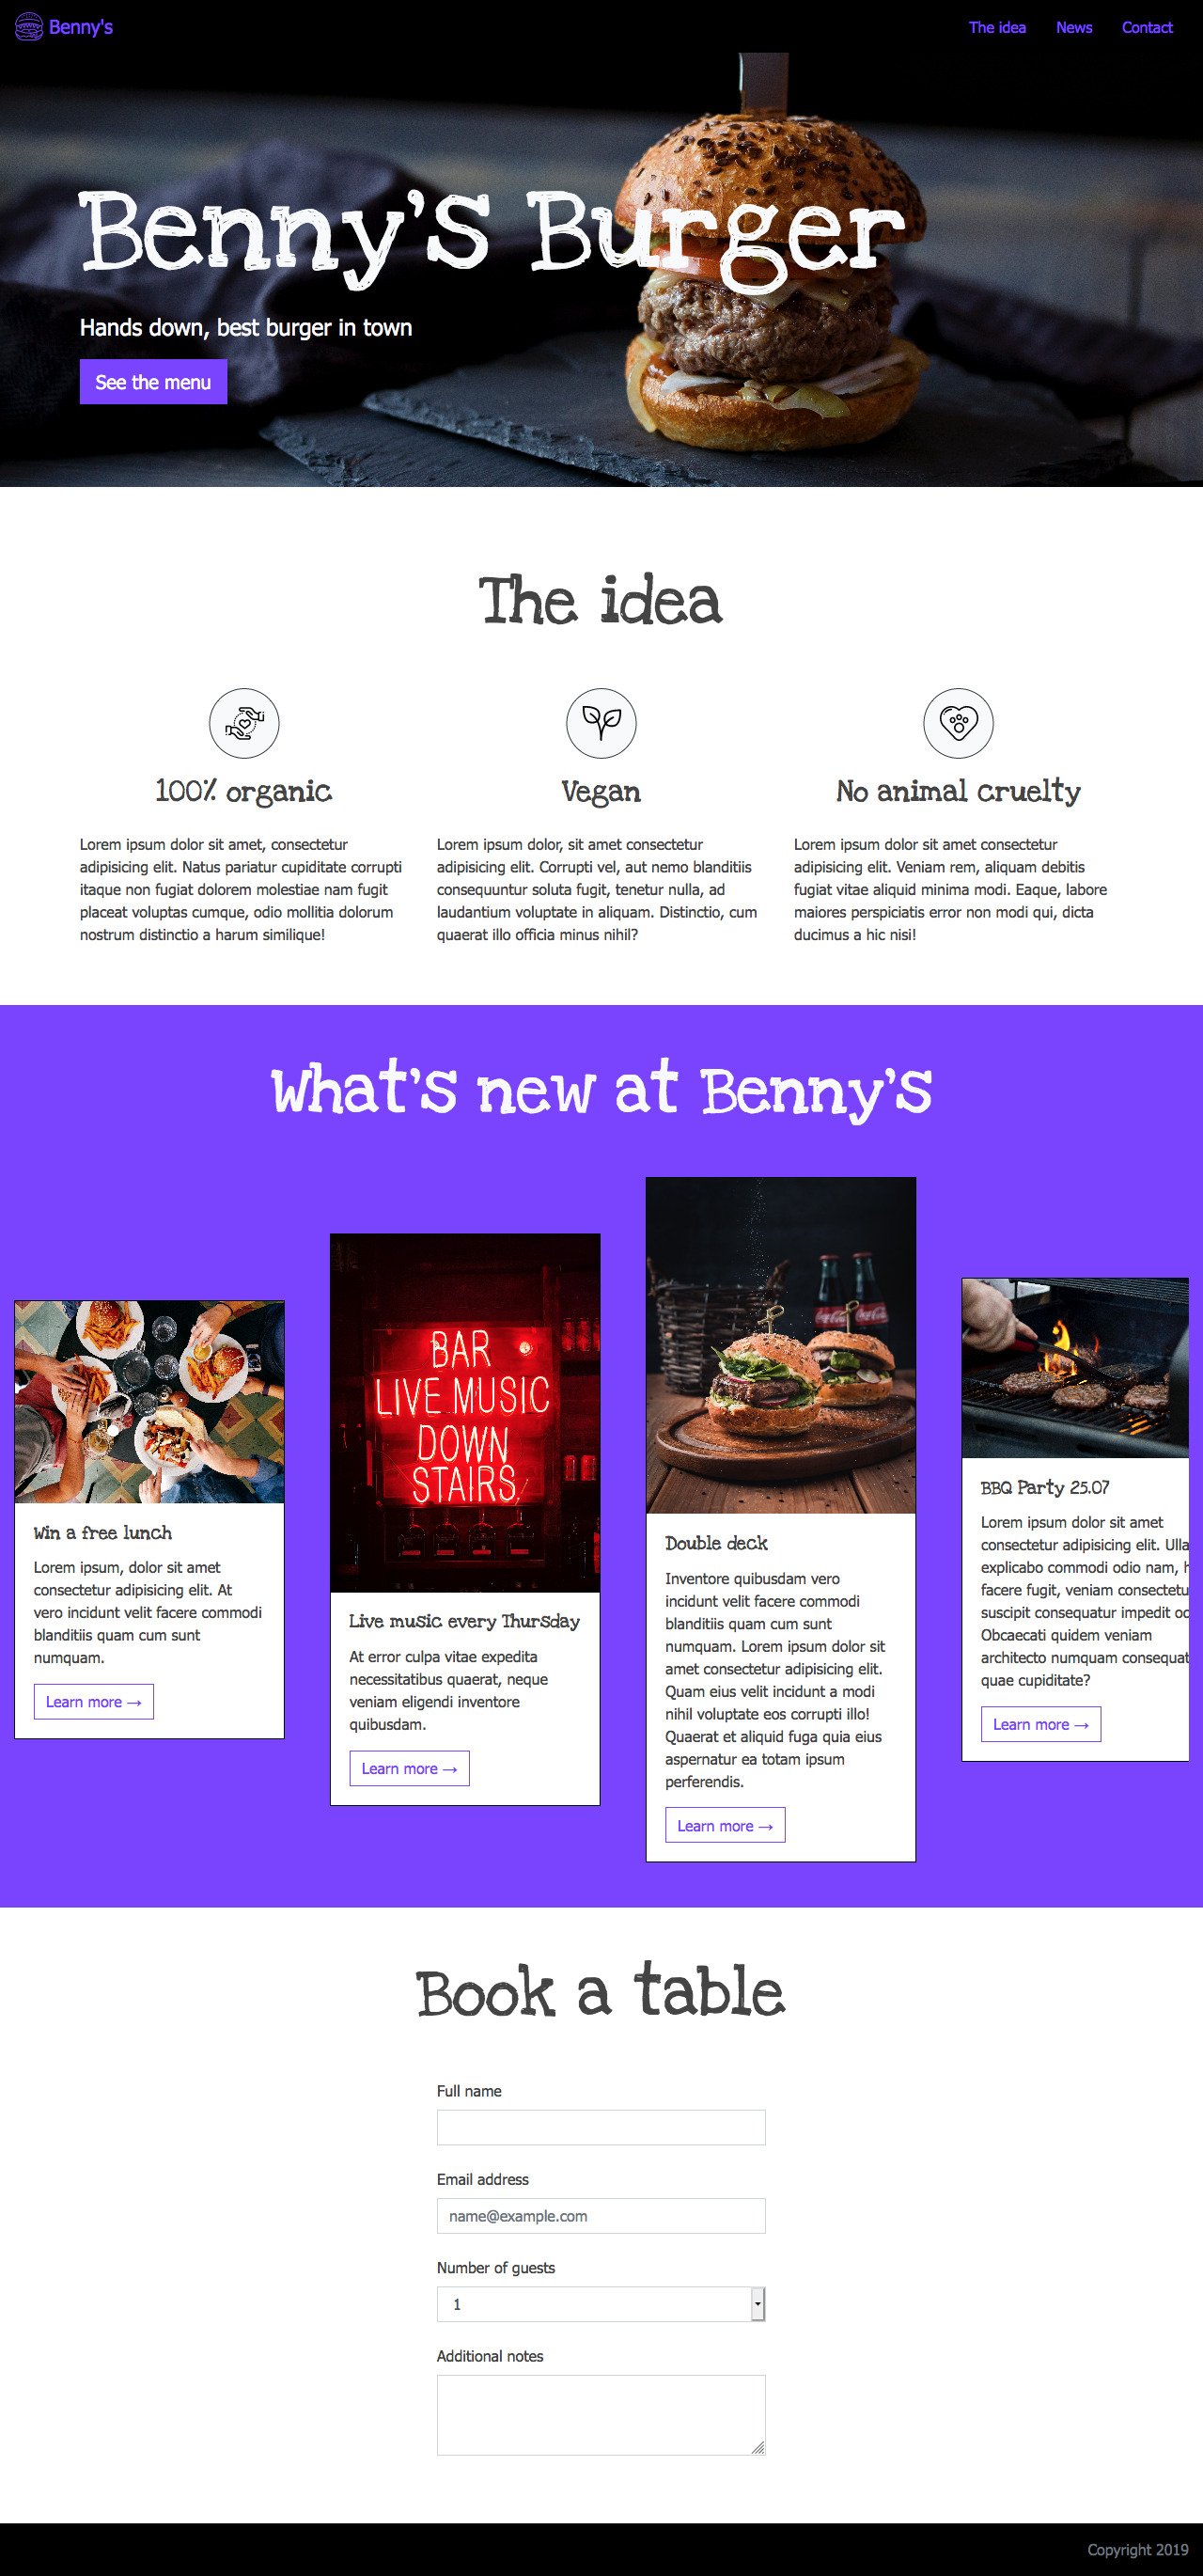 Benny's
The idea
News
Contact
Benny's Burger
Hands down, best burger in town
See the menu
The idea
100% organic
Lorem ipsum dolor sit amet, consectetur
adipisicing elit. Natus pariatur cupiditate corrupti
itaque non fugiat dolorem molestiae nam fugit
placeat voluptas cumque, odio mollitia dolorum
nostrum distinctio a harum similique!
Vegan
Lorem ipsum dolor, sit amet consectetur
adipisicing elit. Corrupti vel, aut nemo blanditiis
consequuntur soluta fugit, tenetur nulla, ad
laudantium voluptate in aliquam. Distinctio, cum
quaerat illo officia minus nihil?
No animal cruelty
Lorem ipsum dolor sit amet consectetur
adipisicing elit. Veniam rem, aliquam debitis
fugiat vitae aliquid minima modi. Eaque, labore
maiores perspiciatis error non modi qui, dicta
ducimus a hic nisi!
What's new at Benny's
Win a free lunch
Lorem ipsum, dolor sit amet
consectetur adipisicing elit. At
vero incidunt velit facere commodi
blanditiis quam cum sunt
numquam.
Learn more →
BAR
LIVE MUSIC
DOWN
STAIRS
Live music every Thursday
At error culpa vitae expedita
necessitatibus quaerat, neque
veniam eligendi inventore
quibusdam.
Learn more →
Coca-Cola
Double deck
Inventore quibusdam vero
incidunt velit facere commodi
blanditiis quam cum sunt
numquam. Lorem ipsum dolor sit
amet consectetur adipisicing elit.
Quam eius velit incidunt a modi
nihil voluptate eos corrupti illo!
Quaerat et aliquid fuga quia eius
aspernatur ea totam ipsum
perferendis.
Learn more →
BBQ Party 25.07
Lorem ipsum dolor sit amet
consectetur adipisicing elit. Ulla
explicabo commodi odio nam,
facere fugit, veniam consectetu
suscipit consequatur impedit
Obcaecati quidem veniam
architecto numquam consequat
quae cupiditate?
Learn more →
Book a table
Full name
Email address
name@example.com
Number of guests
1
Additional notes
Copyright 2019